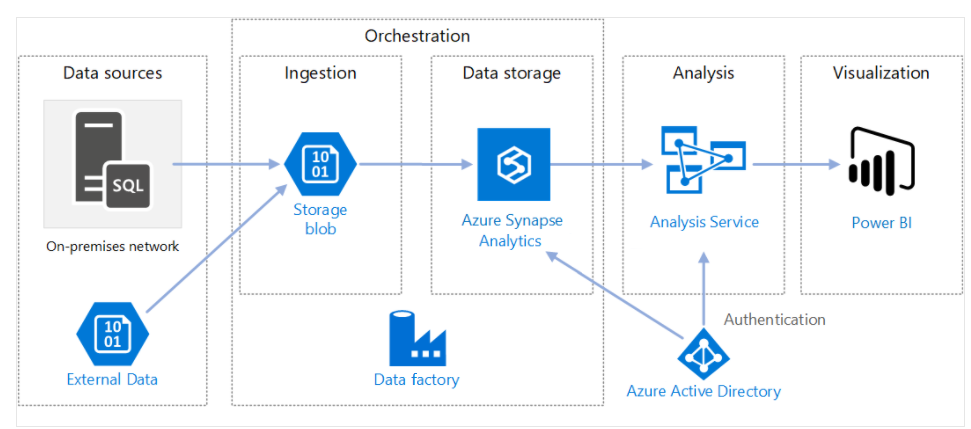 Orchestration
Data sources
Ingestion
Data storage
Analysis
Visualization
SQL
On-premises network
10
01
Storage
blob
Azure Synapse
Analytics
Analysis Service
Power BI
10
01
External Data
Data factory
Authentication
Azure Active Directory